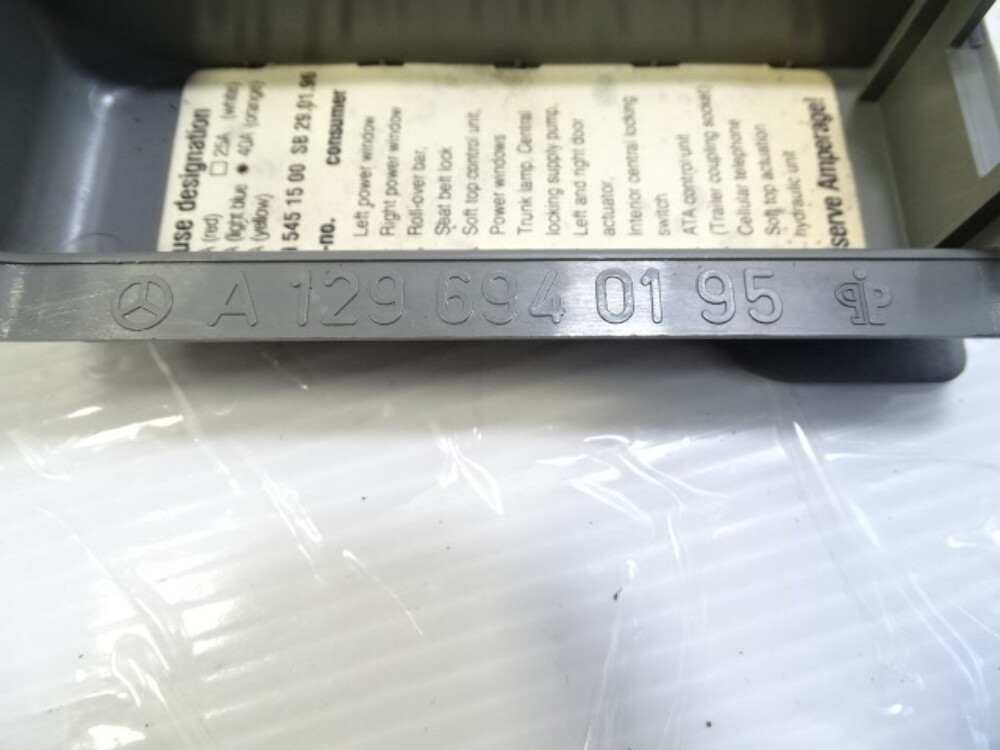 use designation
(red) □ 25A (white)
(light blue ◆ 40A (orange)
(yellow)
545 15 00 SB 29.01.96
-no. consumer
Left power window
Right power window
Roll-over bar,
Seat belt lock
Soft top control unit,
Power windows
Trunk lamp, Central
locking supply pump,
Left and right door
actuator,
Interior central locking
switch
ATA control unit
(Trailer coupling socket)
Cellular telephone
Soft top actuation
hydraulic unit
serve Amperage!
A 129 694 01 95